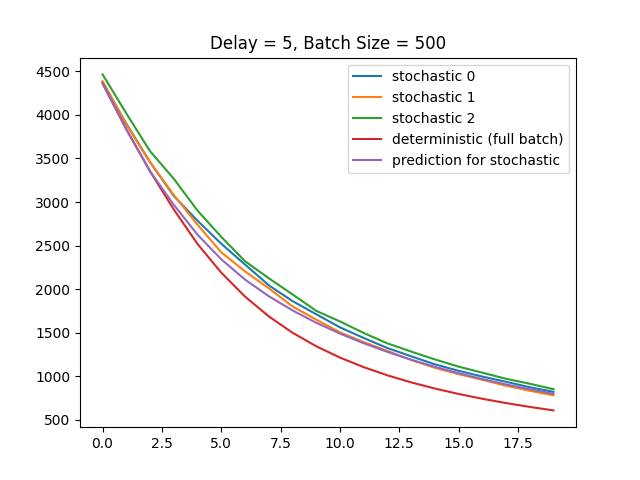 Delay = 5, Batch Size = 500
stochastic 0
stochastic 1
stochastic 2
deterministic (full batch)
prediction for stochastic
4500
4000
3500
3000
2500
2000
1500
1000
500
0.0 2.5 5.0 7.5 10.0 12.5 15.0 17.5